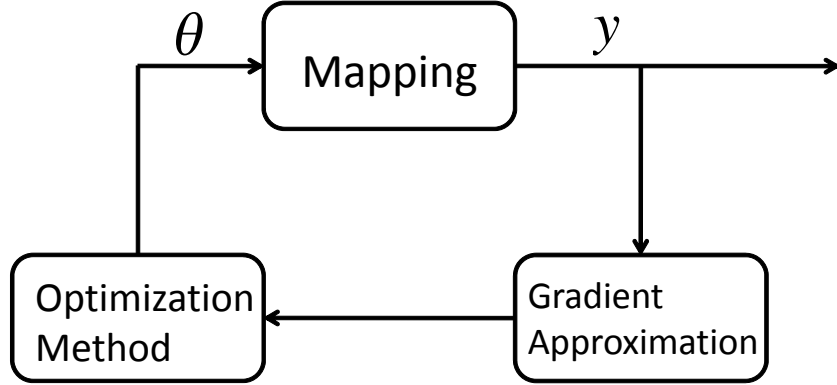 θ
Mapping
y
Optimization
Method
Gradient
Approximation